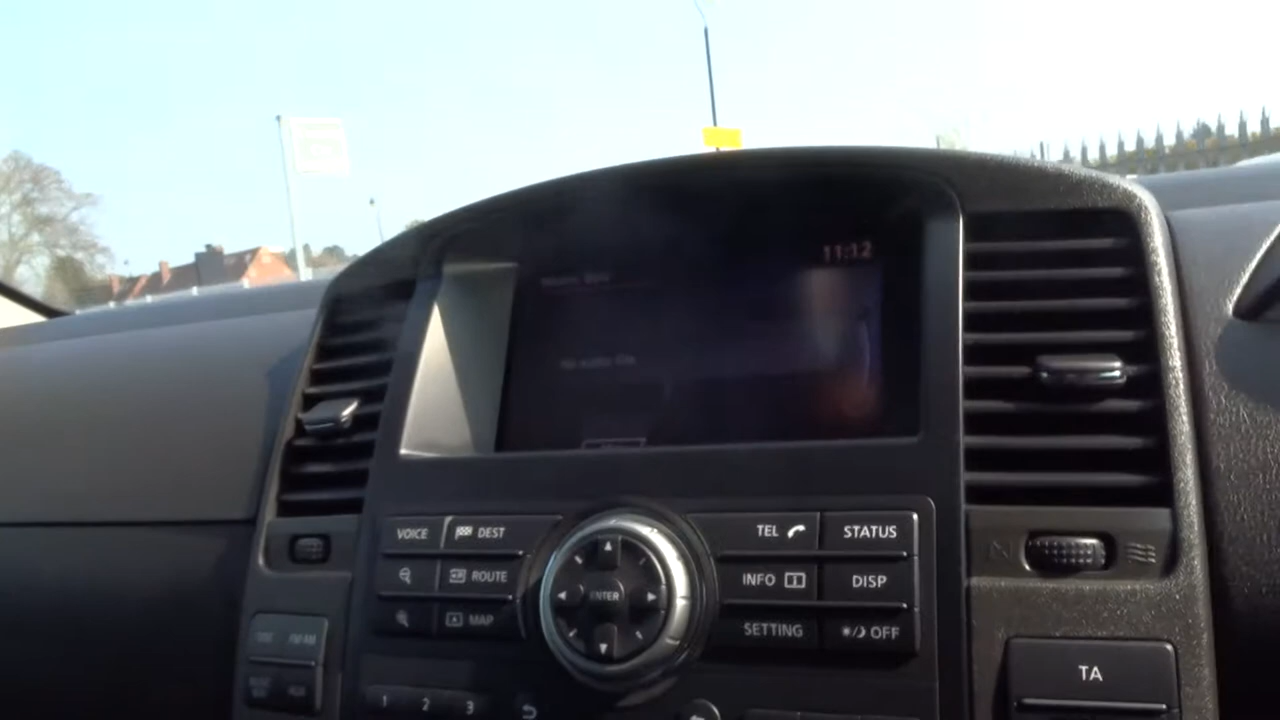 11:12
VOICE
DEST
TEL
STATUS
ROUTE
INFO
DISP
ENTER
MAP
SETTING
OFF
FM·AM
AUX
1 2 3
TA